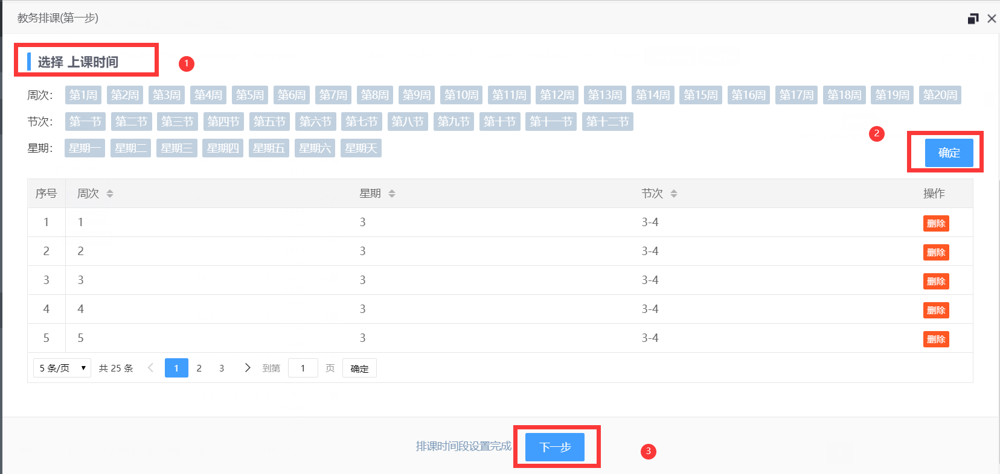 教务排课(第一步)
选择 上课时间
1
周次： 第1周 第2周 第3周 第4周 第5周 第6周 第7周 第8周 第9周 第10周 第11周 第12周 第13周 第14周 第15周 第16周 第17周 第18周 第19周 第20周
节次： 第一节 第二节 第三节 第四节 第五节 第六节 第七节 第八节 第九节 第十节 第十一节 第十二节
2
星期： 星期一 星期二 星期三 星期四 星期五 星期六 星期天
确定
序号 周次 星期 节次 操作
1 1 3 3-4 删除
2 2 3 3-4 删除
3 3 3 3-4 删除
4 4 3 3-4 删除
5 5 3 3-4 删除
5 条/页 共 25 条 1 2 3 到第 1 页 确定
排课时间段设置完成 下一步
3